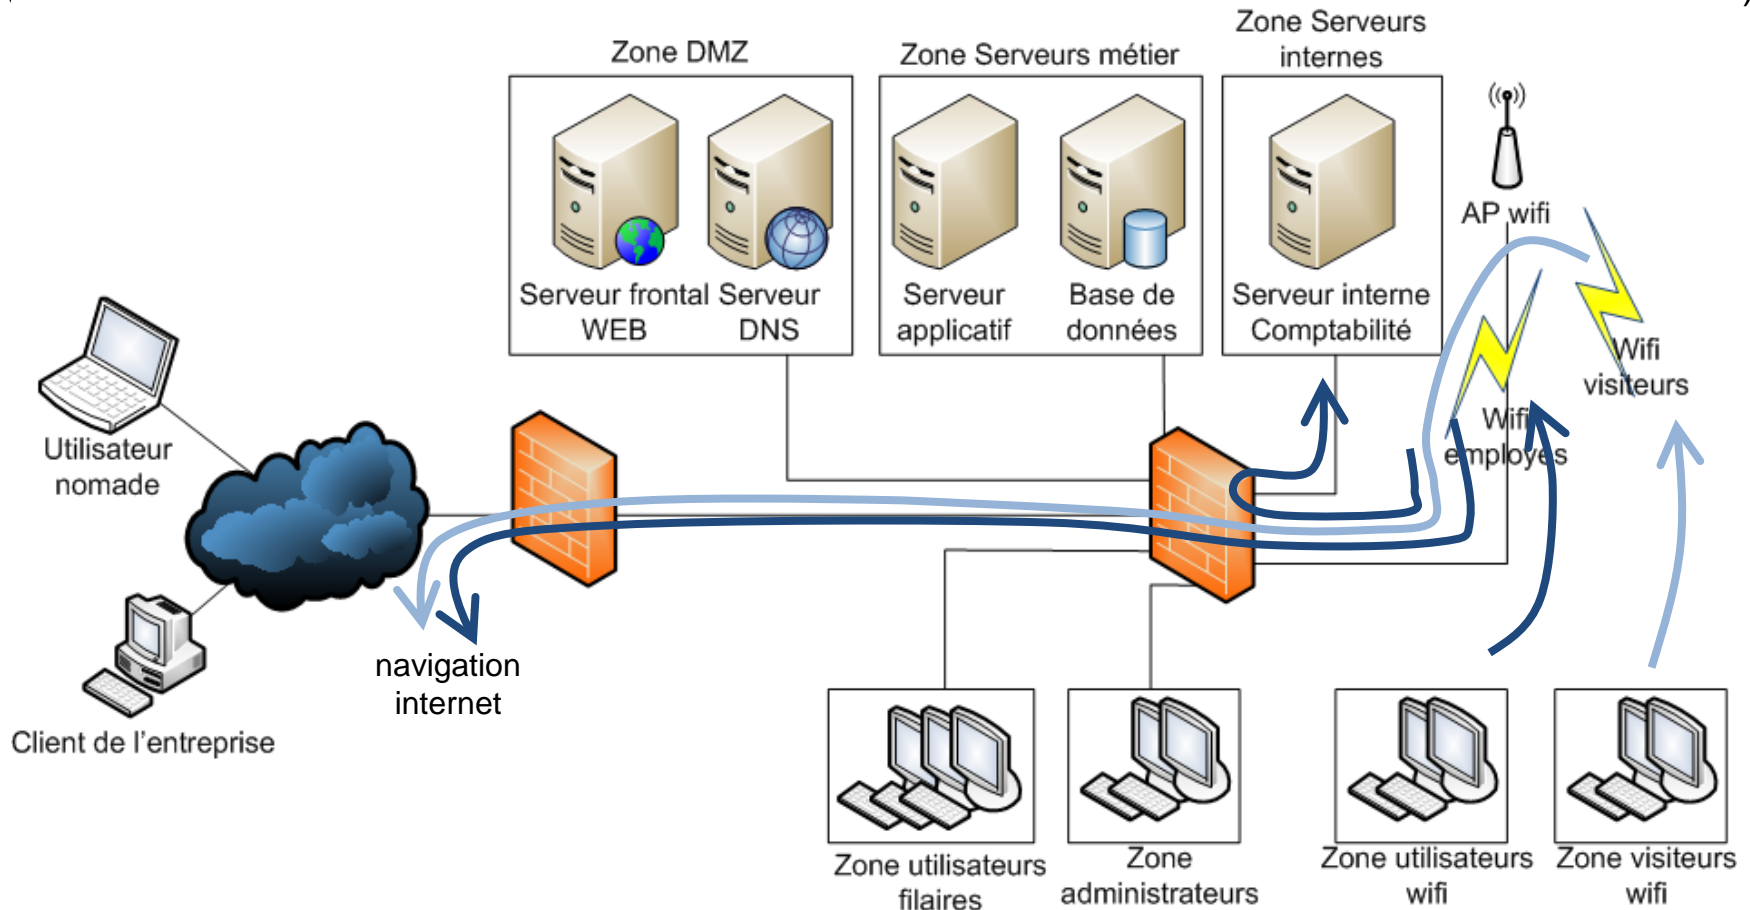 Zone DMZ
Zone Serveurs métier
Zone Serveurs
internes
Serveur frontal
WEB
Serveur
DNS
Serveur
applicatif
Base de
données
Serveur interne
Comptabilité
AP wifi
Wifi
visiteurs
Wifi
employés
Utilisateur
nomade
Client de l'entreprise
navigation
internet
Zone utilisateurs
filaires
Zone
administrateurs
Zone utilisateurs
wifi
Zone visiteurs
wifi